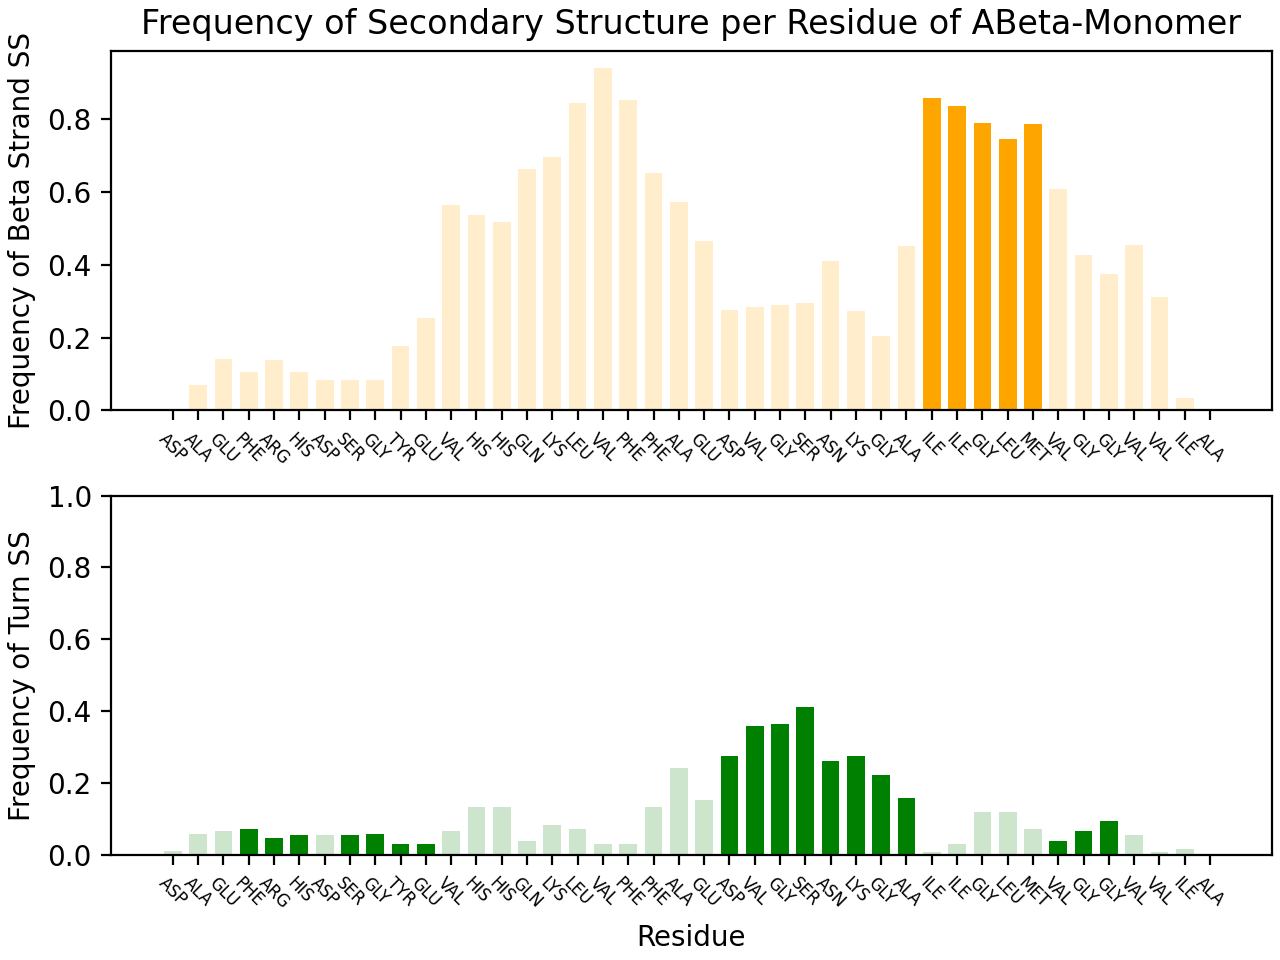 Frequency of Secondary Structure per Residue of ABeta-Monomer
Frequency of Beta Strand SS
0.8
0.6
0.4
0.2
0.0
ASP ALA GLU PHE ARG HIS ASP SER GLY TYR GLU VAL HIS HIS GLN LYS LEU VAL PHE PHE ALA GLU ASP VAL GLY SER ASN LYS GLY ALA ILE ILE GLY LEU MET VAL GLY GLY VAL VAL ILE ALA
Frequency of Turn SS
1.0
0.8
0.6
0.4
0.2
0.0
ASP ALA GLU PHE ARG HIS ASP SER GLY TYR GLU VAL HIS HIS GLN LYS LEU VAL PHE PHE ALA GLU ASP VAL GLY SER ASN LYS GLY ALA ILE ILE GLY LEU MET VAL GLY GLY VAL VAL ILE ALA
Residue